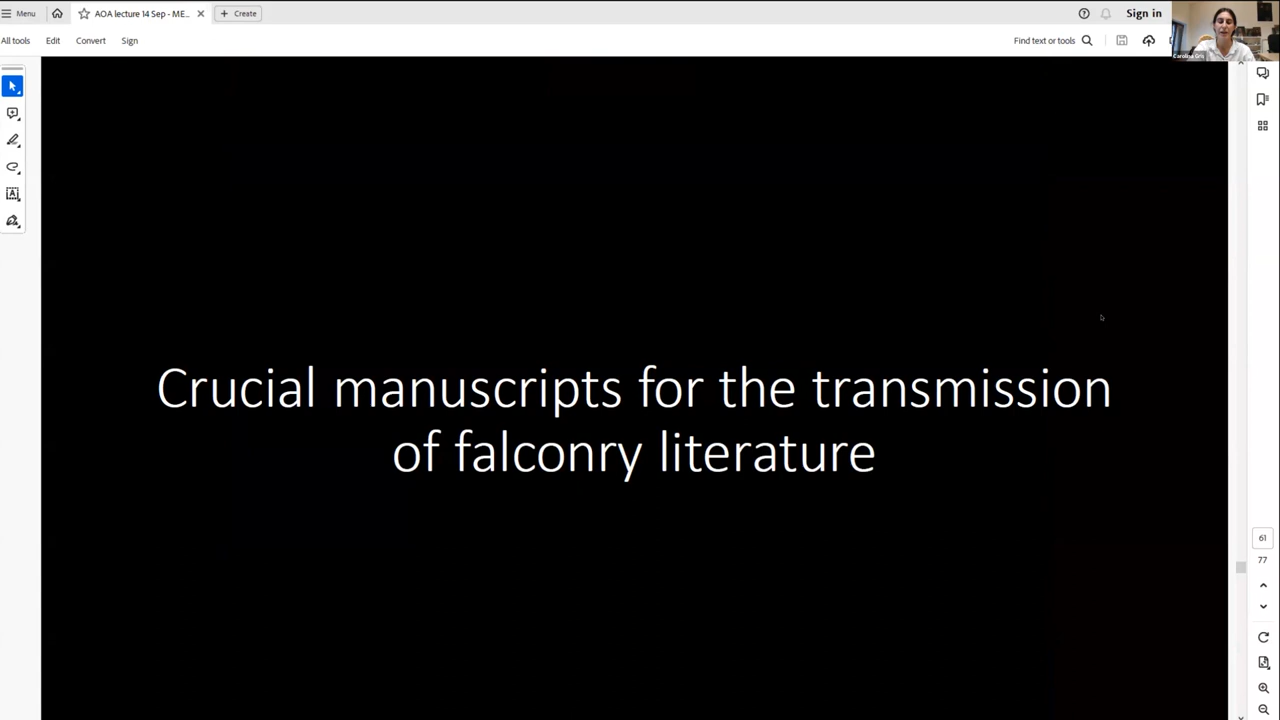 Menu
AOA lecture 14 Sep - ME...
Create
Sign in
All tools
Edit
Convert
Sign
Find text or tools
Crucial manuscripts for the transmission
of falconry literature
61
77